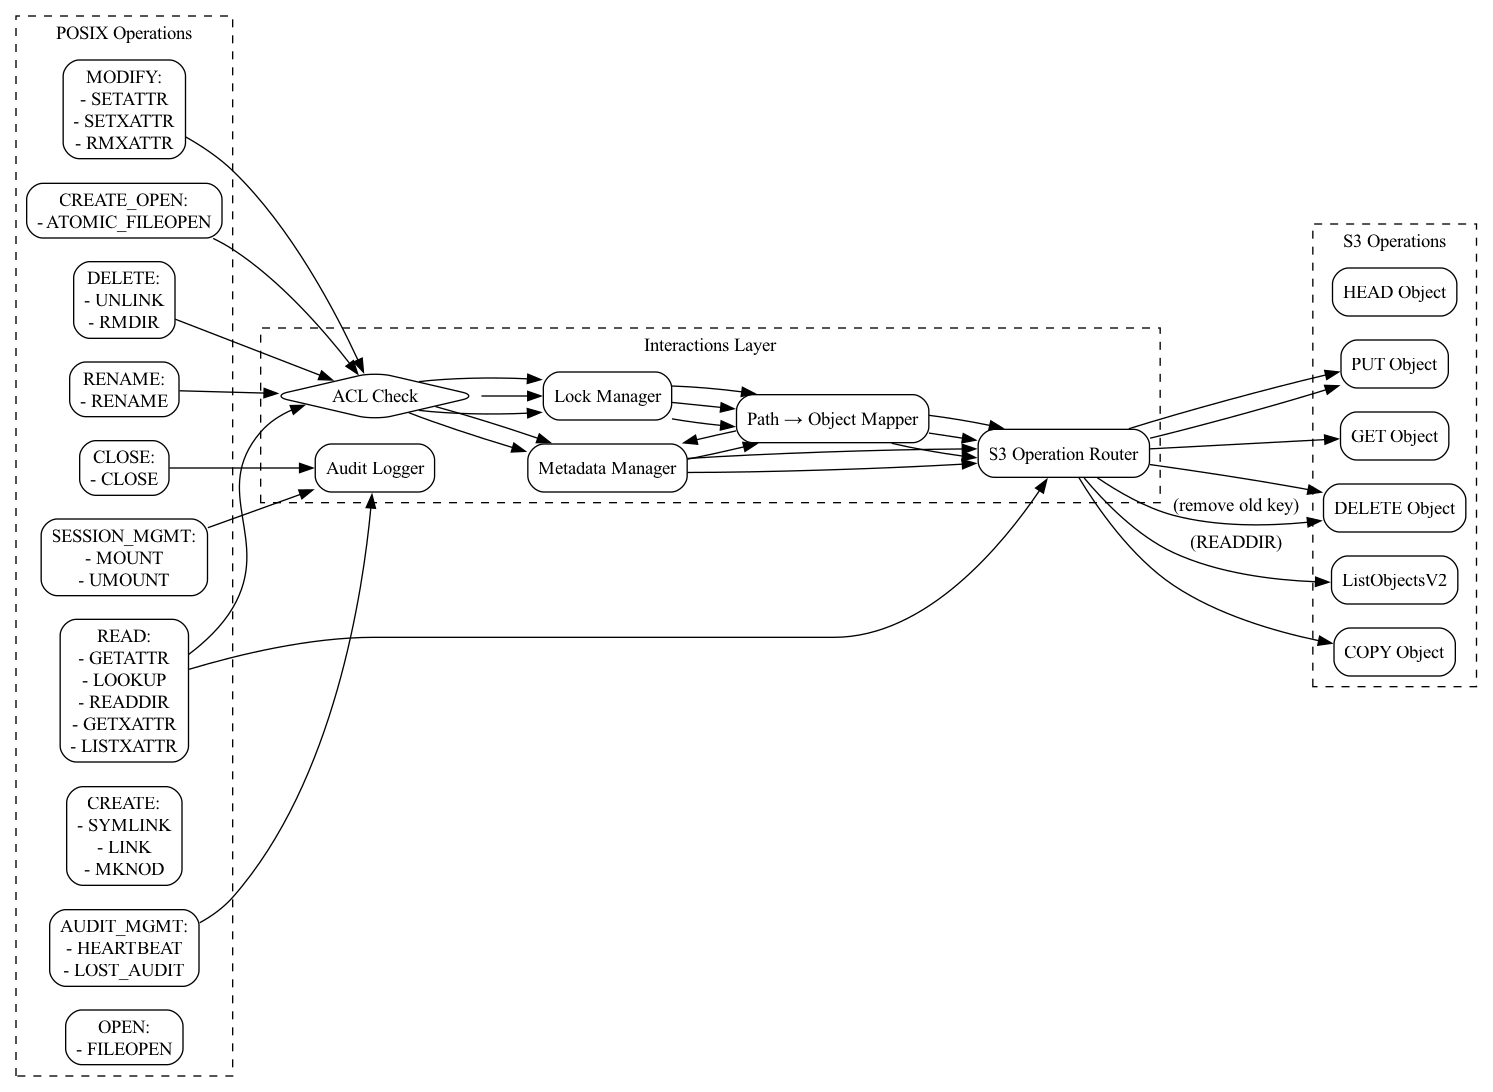 POSIX Operations
MODIFY:
- SETATTR
- SETXATTR
- RMXATTR
CREATE_OPEN:
- ATOMIC_FILEOPEN
DELETE:
- UNLINK
- RMDIR
RENAME:
- RENAME
CLOSE:
- CLOSE
SESSION_MGMT:
- MOUNT
- UMOUNT
READ:
- GETATTR
- LOOKUP
- READDIR
- GETXATTR
- LISTXATTR
CREATE:
- SYMLINK
- LINK
- MKNOD
AUDIT_MGMT:
- HEARTBEAT
- LOST_AUDIT
OPEN:
- FILEOPEN
Interactions Layer
ACL Check
Audit Logger
Lock Manager
Metadata Manager
Path → Object Mapper
S3 Operation Router
(remove old key)
(READDIR)
S3 Operations
HEAD Object
PUT Object
GET Object
DELETE Object
ListObjectsV2
COPY Object